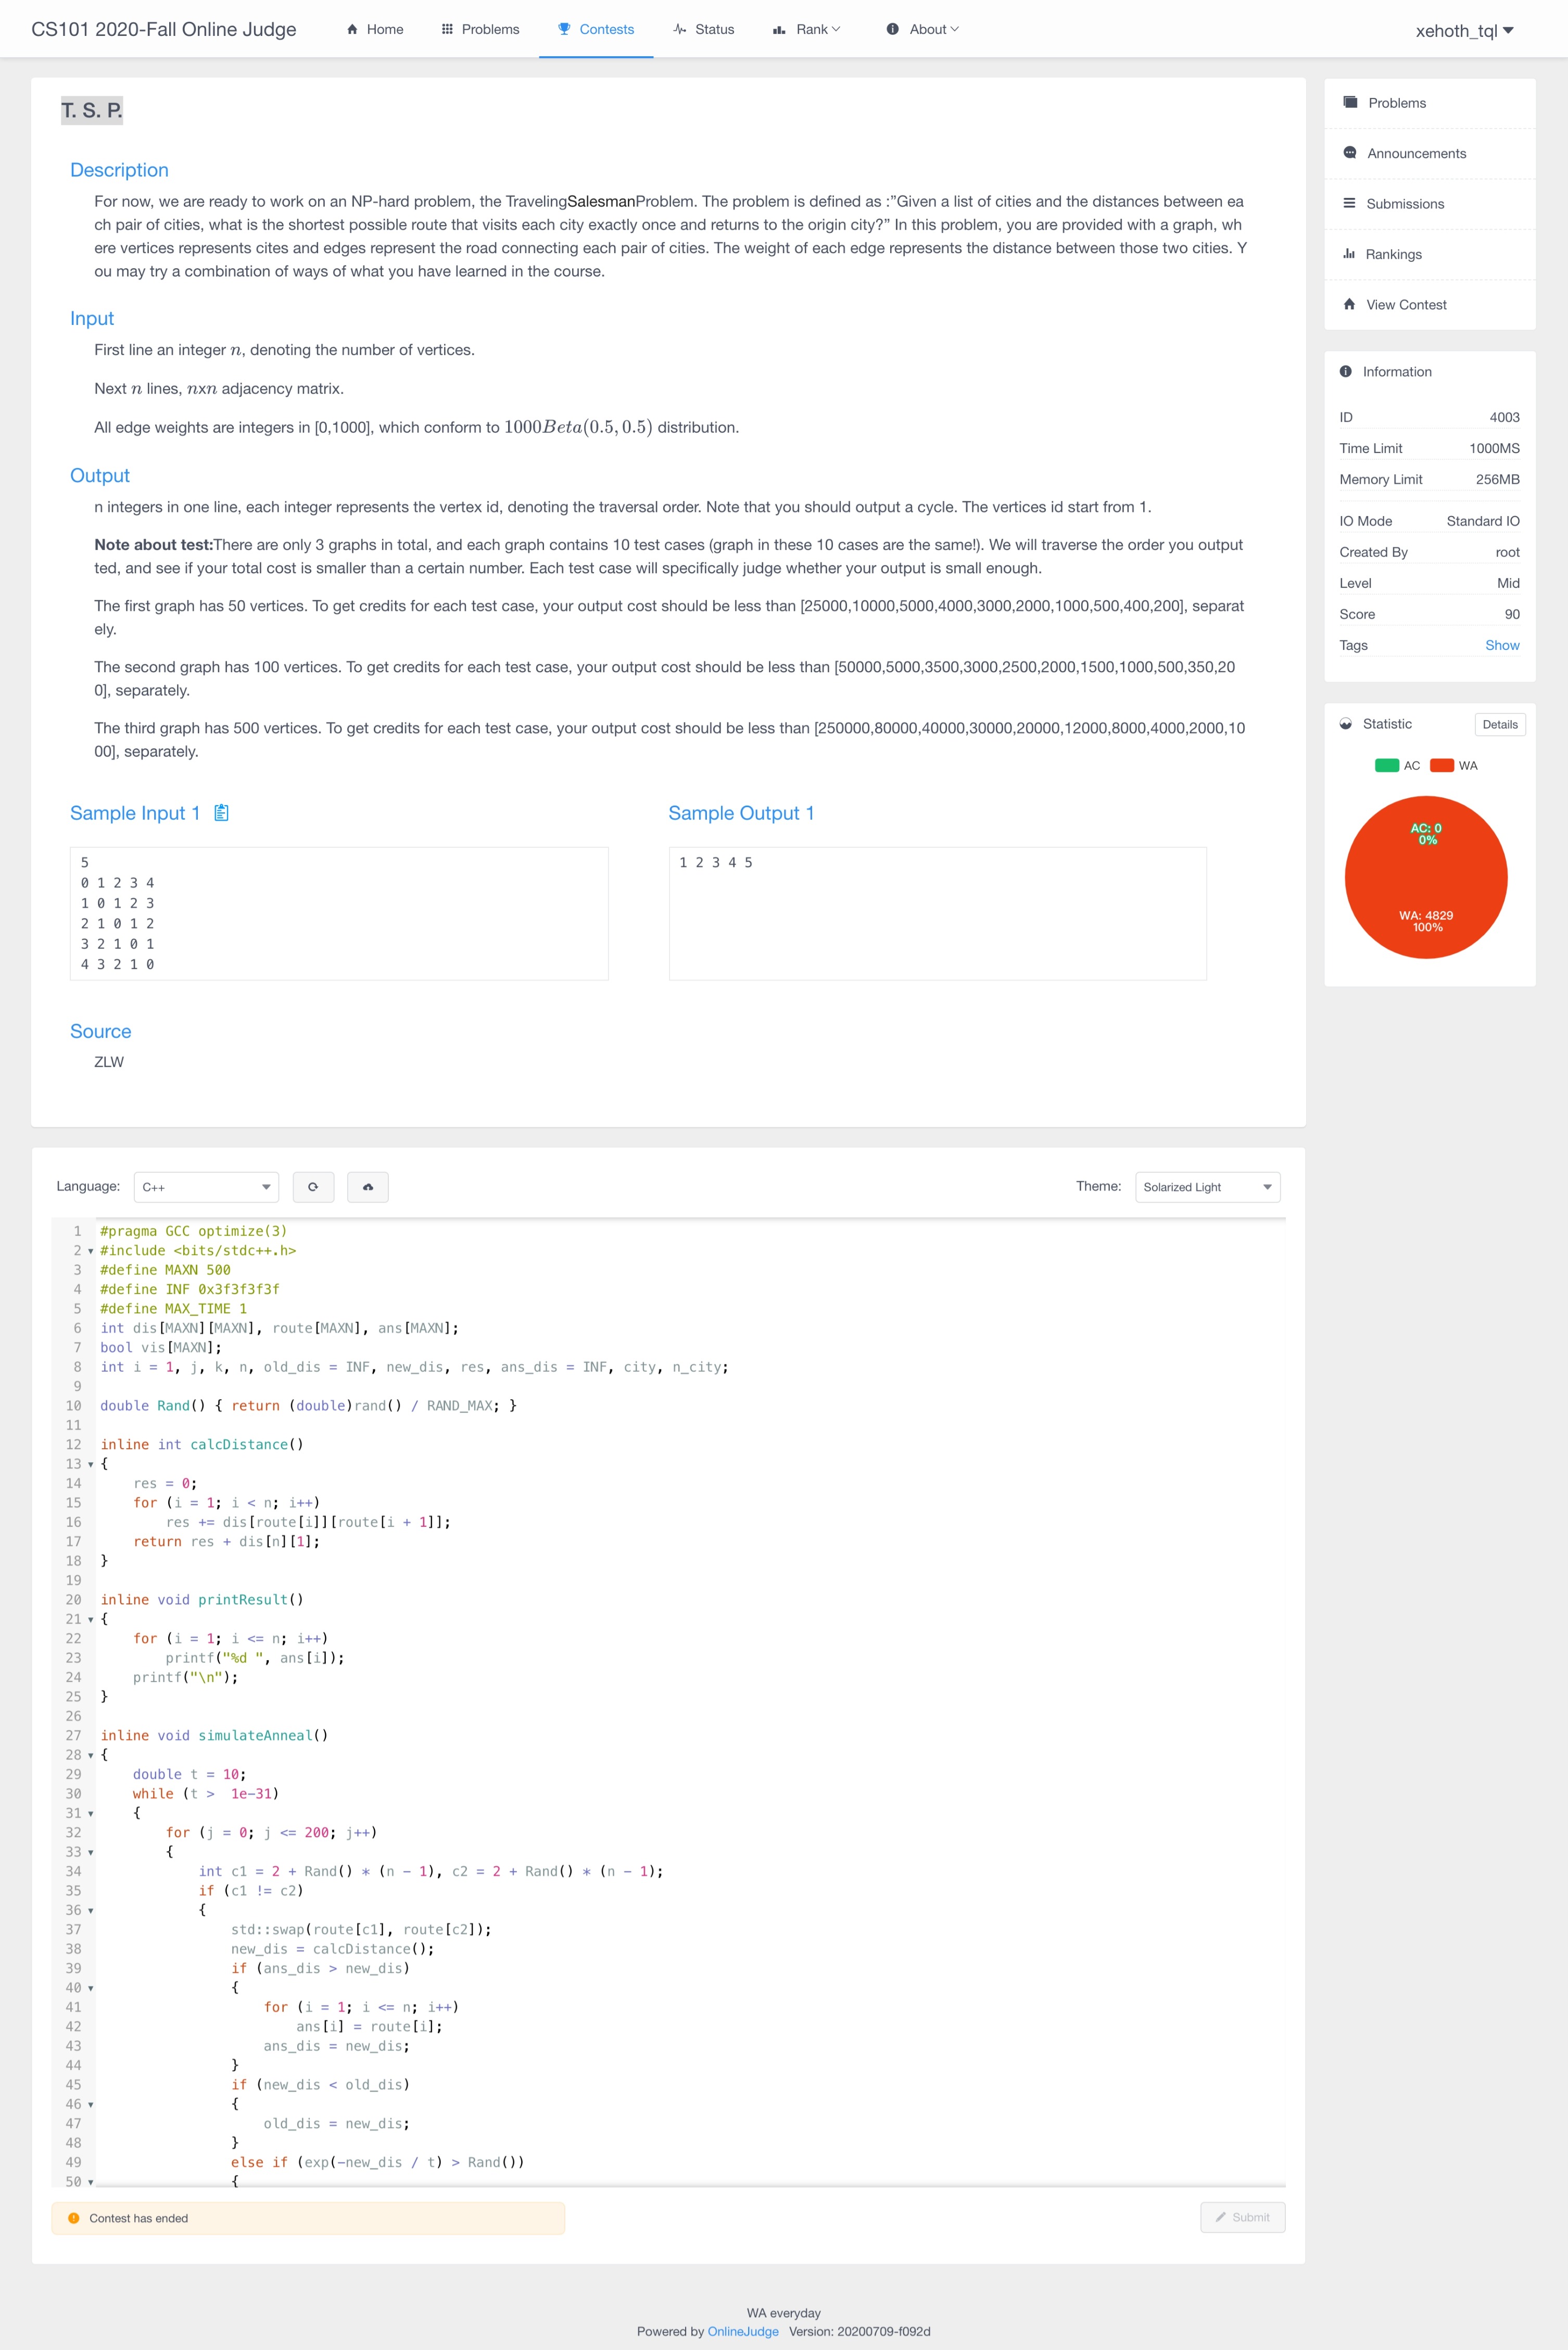 CS101 2020-Fall Online Judge
Home
Problems
Contests
Status
Rank
About
xehoth_tql
T. S. P.
Description
For now, we are ready to work on an NP-hard problem, the TravelingSalesmanProblem. The problem is defined as :”Given a list of cities and the distances between ea
ch pair of cities, what is the shortest possible route that visits each city exactly once and returns to the origin city?” In this problem, you are provided with a graph, wh
ere vertices represents cites and edges represent the road connecting each pair of cities. The weight of each edge represents the distance between those two cities. Y
ou may try a combination of ways of what you have learned in the course.
Input
First line an integer n, denoting the number of vertices.
Next n lines, nxn adjacency matrix.
All edge weights are integers in [0,1000], which conform to 1000Beta(0.5, 0.5) distribution.
Output
n integers in one line, each integer represents the vertex id, denoting the traversal order. Note that you should output a cycle. The vertices id start from 1.
Note about test:There are only 3 graphs in total, and each graph contains 10 test cases (graph in these 10 cases are the same!). We will traverse the order you output
ted, and see if your total cost is smaller than a certain number. Each test case will specifically judge whether your output is small enough.
The first graph has 50 vertices. To get credits for each test case, your output cost should be less than [25000,10000,5000,4000,3000,2000,1000,500,400,200], separat
ely.
The second graph has 100 vertices. To get credits for each test case, your output cost should be less than [50000,5000,3500,3000,2500,2000,1500,1000,500,350,20
0], separately.
The third graph has 500 vertices. To get credits for each test case, your output cost should be less than [250000,80000,40000,30000,20000,12000,8000,4000,2000,10
00], separately.
Sample Input 1
5
0 1 2 3 4
1 0 1 2 3
2 1 0 1 2
3 2 1 0 1
4 3 2 1 0
Sample Output 1
1 2 3 4 5
Source
ZLW
Problems
Announcements
Submissions
Rankings
View Contest
Information
ID 4003
Time Limit 1000MS
Memory Limit 256MB
IO Mode Standard IO
Created By root
Level Mid
Score 90
Tags Show
Statistic
Details
AC WA
AC: 0
0%
WA: 4829
100%
Language: C++
Theme: Solarized Light
1 #pragma GCC optimize(3)
2 #include <bits/stdc++.h>
3 #define MAXN 500
4 #define INF 0x3f3f3f3f
5 #define MAX_TIME 1
6 int dis[MAXN][MAXN], route[MAXN], ans[MAXN];
7 bool vis[MAXN];
8 int i = 1, j, k, n, old_dis = INF, new_dis, res, ans_dis = INF, city, n_city;
9
10 double Rand() { return (double)rand() / RAND_MAX; }
11
12 inline int calcDistance()
13 {
14     res = 0;
15     for (i = 1; i < n; i++)
16         res += dis[route[i]][route[i + 1]];
17     return res + dis[n][1];
18 }
19
20 inline void printResult()
21 {
22     for (i = 1; i <= n; i++)
23         printf("%d ", ans[i]);
24     printf("\n");
25 }
26
27 inline void simulateAnneal()
28 {
29     double t = 10;
30     while (t >  1e-31)
31     {
32         for (j = 0; j <= 200; j++)
33         {
34             int c1 = 2 + Rand() * (n - 1), c2 = 2 + Rand() * (n - 1);
35             if (c1 != c2)
36             {
37                 std::swap(route[c1], route[c2]);
38                 new_dis = calcDistance();
39                 if (ans_dis > new_dis)
40                 {
41                     for (i = 1; i <= n; i++)
42                         ans[i] = route[i];
43                     ans_dis = new_dis;
44                 }
45                 if (new_dis < old_dis)
46                 {
47                     old_dis = new_dis;
48                 }
49                 else if (exp(-new_dis / t) > Rand())
50                 {
Contest has ended
Submit
WA everyday
Powered by OnlineJudge Version: 20200709-f092d